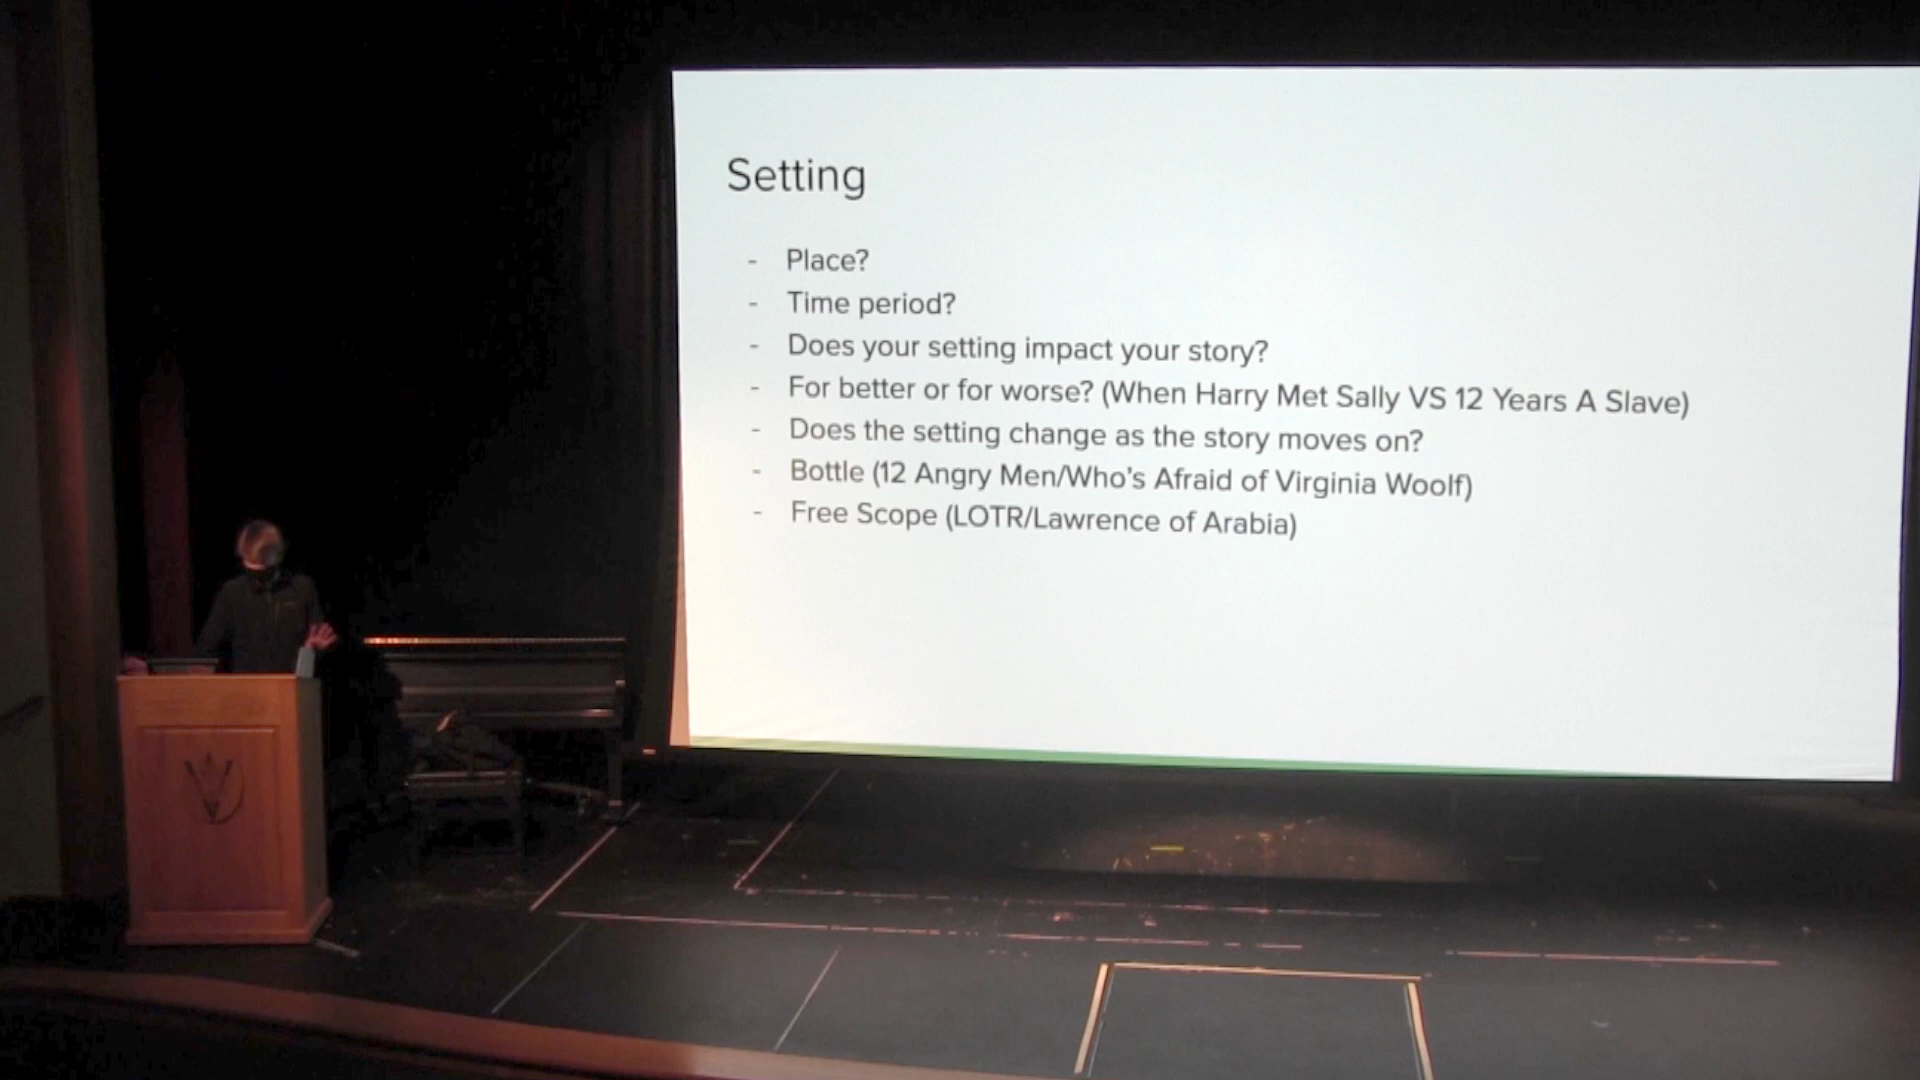 Setting
- Place?
- Time period?
- Does your setting impact your story?
- For better or for worse? (When Harry Met Sally VS 12 Years A Slave)
- Does the setting change as the story moves on?
- Bottle (12 Angry Men/Who's Afraid of Virginia Woolf)
- Free Scope (LOTR/Lawrence of Arabia)